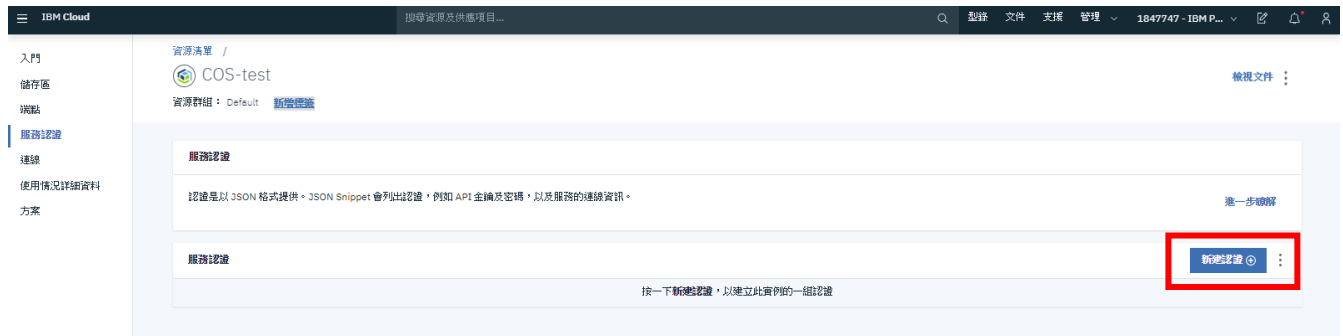 IBM Cloud
搜尋資源及供應項目...
型錄 文件 支援 管理 1847747 - IBM P...
入門
儲存區
端點
服務認證
連線
使用情況詳細資料
方案
資源清單 /
COS-test
資源群組： Default 新增標籤
檢視文件
服務認證
認證是以 JSON 格式提供。JSON Snippet 會列出認證，例如 API 金鑰及密碼，以及服務的連線資訊。
進一步瞭解
服務認證
新建認證
按一下新建認證，以建立此實例的一組認證